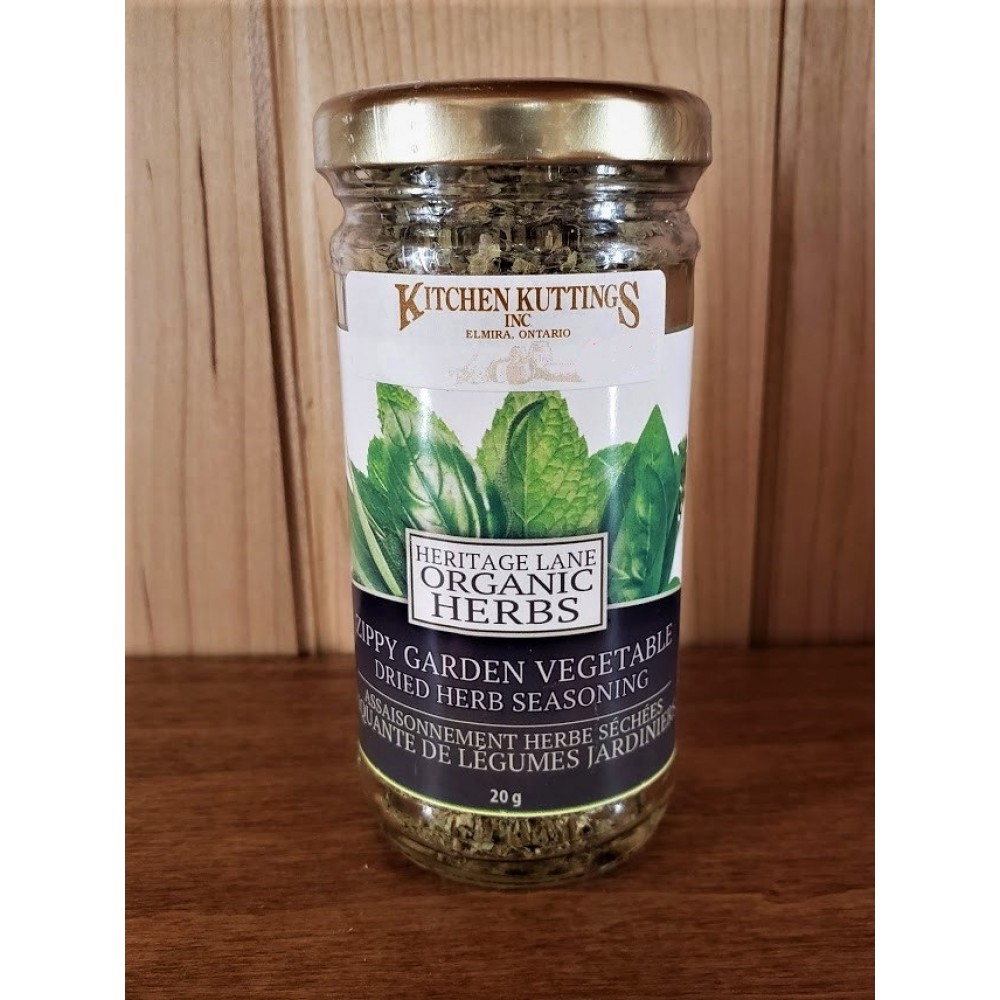 KITCHEN KUTTINGS
INC
ELMIRA, ONTARIO
HERITAGE LANE
ORGANIC
HERBS
ZIPPY GARDEN VEGETABLE
DRIED HERB SEASONING
ASSAISONNEMENT HERBE SÉCHÉES
DE LÉGUMES JARDINIERS
20 g